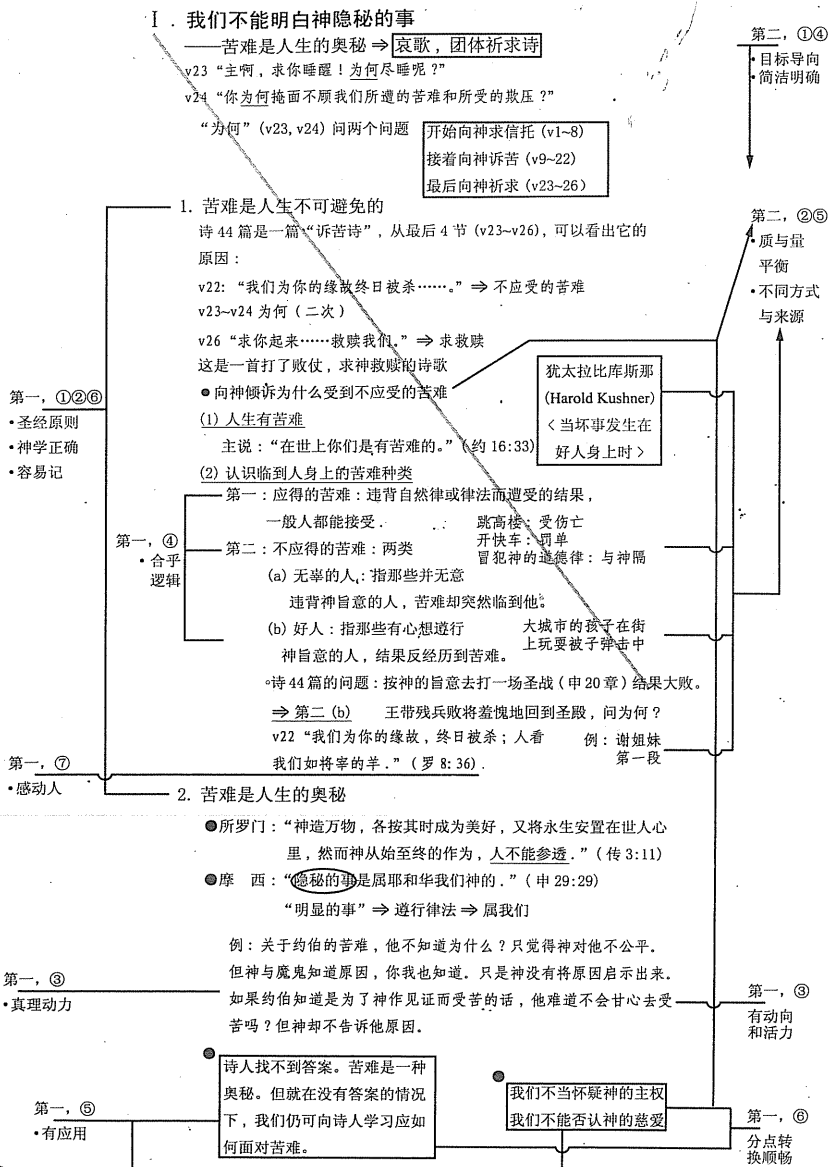 I. 我们不能明白神隐秘的事
——苦难是人生的奥秘 ⇒ 哀歌，团体祈求诗
v23 “主啊，求你睡醒！为何尽睡呢？”
v24 “你为何掩面不顾我们所遭的苦难和所受的欺压？”
“为何” (v23, v24) 问两个问题
开始向神求信托 (v1~8)
接着向神诉苦 (v9~22)
最后向神祈求 (v23~26)
第二，①④
• 目标导向
• 简洁明确
1. 苦难是人生不可避免的
诗 44 篇是一篇“诉苦诗”，从最后 4 节 (v23~v26)，可以看出它的
原因：
v22: “我们为你的缘故终日被杀……。” ⇒ 不应受的苦难
v23~v24 为何（二次）
v26 “求你起来……救赎我们。” ⇒ 求救赎
这是一首打了败仗，求神救赎的诗歌
● 向神倾诉为什么受到不应受的苦难
第二，②⑤
• 质与量
平衡
• 不同方式
与来源
犹太拉比库斯那
(Harold Kushner)
< 当坏事发生在
好人身上时 >
第一，①②⑥
• 圣经原则
• 神学正确
• 容易记
(1) 人生有苦难
主说：“在世上你们是有苦难的。”（约 16:33）
(2) 认识临到人身上的苦难种类
第一：应得的苦难：违背自然律或律法而遭受的结果，
一般人都能接受．
跳高楼：受伤亡
开快车：罚单
冒犯神的道德律：与神隔
第一，④
• 合乎
逻辑
第二：不应得的苦难：两类
(a) 无辜的人：指那些并无意
违背神旨意的人，苦难却突然临到他。
(b) 好人：指那些有心想遵行
神旨意的人，结果反经历到苦难。
大城市的孩子在街
上玩耍被子弹击中
◦诗 44 篇的问题：按神的旨意去打一场圣战（申 20 章）结果大败。
⇒ 第二 (b) 王带残兵败将羞愧地回到圣殿，问为何？
v22 “我们为你的缘故，终日被杀；人看
我们如将宰的羊．”（罗 8: 36）.
例：谢姐妹
第一段
第一，⑦
• 感动人
2. 苦难是人生的奥秘
●所罗门：“神造万物，各按其时成为美好，又将永生安置在世人心
里，然而神从始至终的作为，人不能参透．”（传 3:11）
●摩 西：“隐秘的事是属耶和华我们神的．”（申 29:29）
“明显的事” ⇒ 遵行律法 ⇒ 属我们
例：关于约伯的苦难，他不知道为什么？只觉得神对他不公平。
但神与魔鬼知道原因，你我也知道。只是神没有将原因启示出来。
如果约伯知道是为了神作见证而受苦的话，他难道不会甘心去受
苦吗？但神却不告诉他原因。
第一，③
• 真理动力
第一，③
有动向
和活力
● 诗人找不到答案。苦难是一种
奥秘。但就在没有答案的情况
下，我们仍可向诗人学习应如
何面对苦难。
● 我们不当怀疑神的主权
我们不能否认神的慈爱
第一，⑤
• 有应用
第一，⑥
分点转
换顺畅